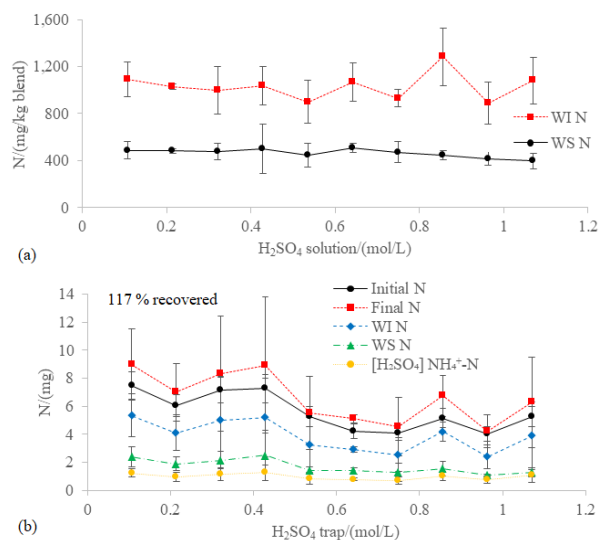 1,600
1,200
800
400
0
N/(mg/kg blend)
WI N
WS N
0 0.2 0.4 0.6 0.8 1 1.2
H₂SO₄ solution/(mol/L)
(a)
117 % recovered
Initial N
Final N
WI N
WS N
[H₂SO₄] NH₄⁺-N
14
12
10
8
6
4
2
0
N/(mg)
0 0.2 0.4 0.6 0.8 1 1.2
H₂SO₄ trap/(mol/L)
(b)